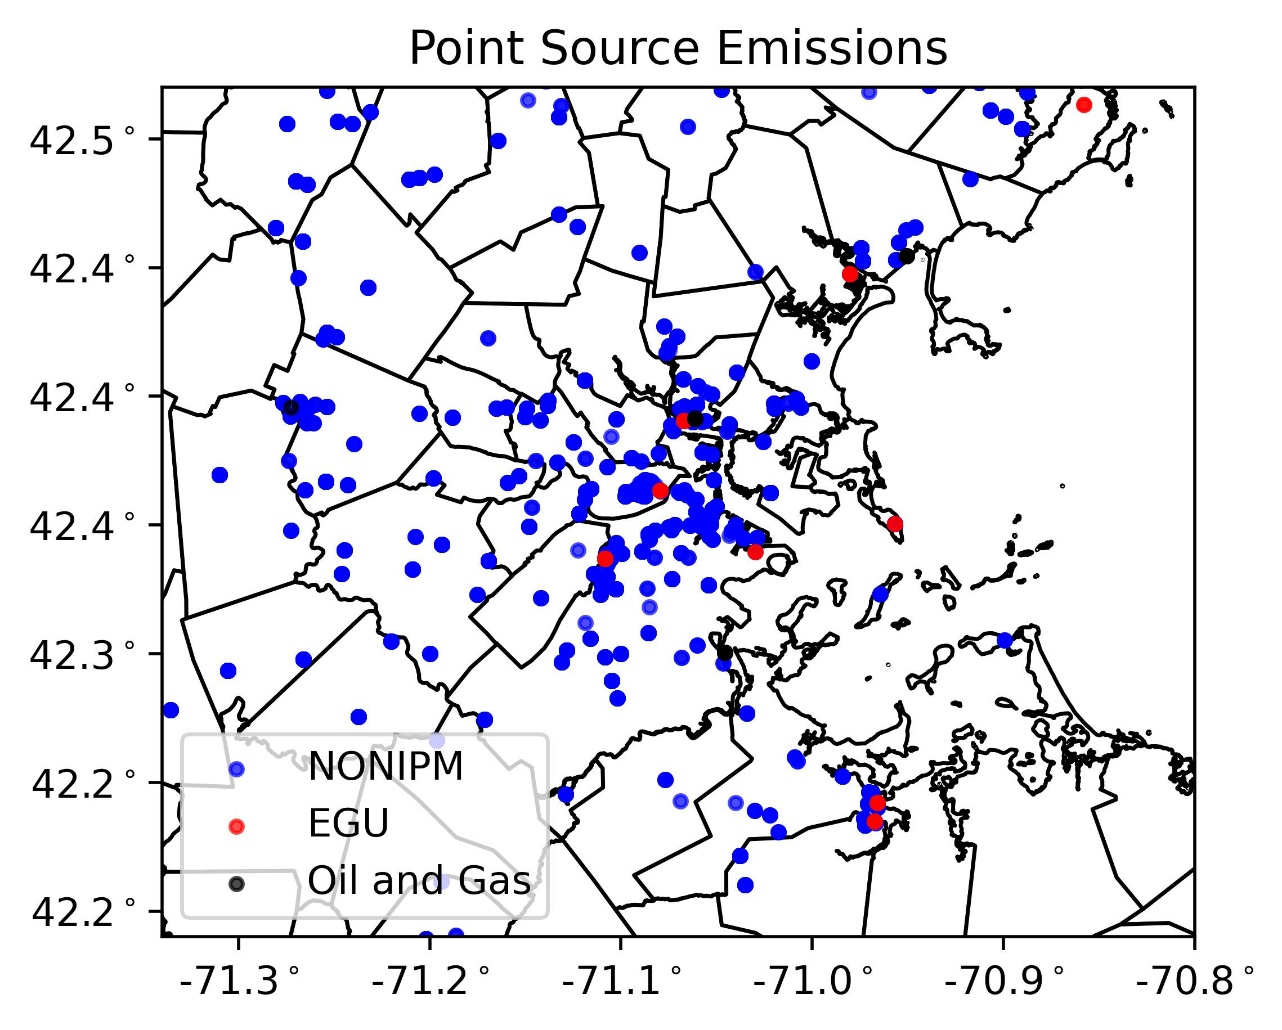 Point Source Emissions
42.5°
42.4°
42.4°
42.4°
42.3°
42.2°
42.2°
NONIPM
EGU
Oil and Gas
-71.3° -71.2° -71.1° -71.0° -70.9° -70.8°